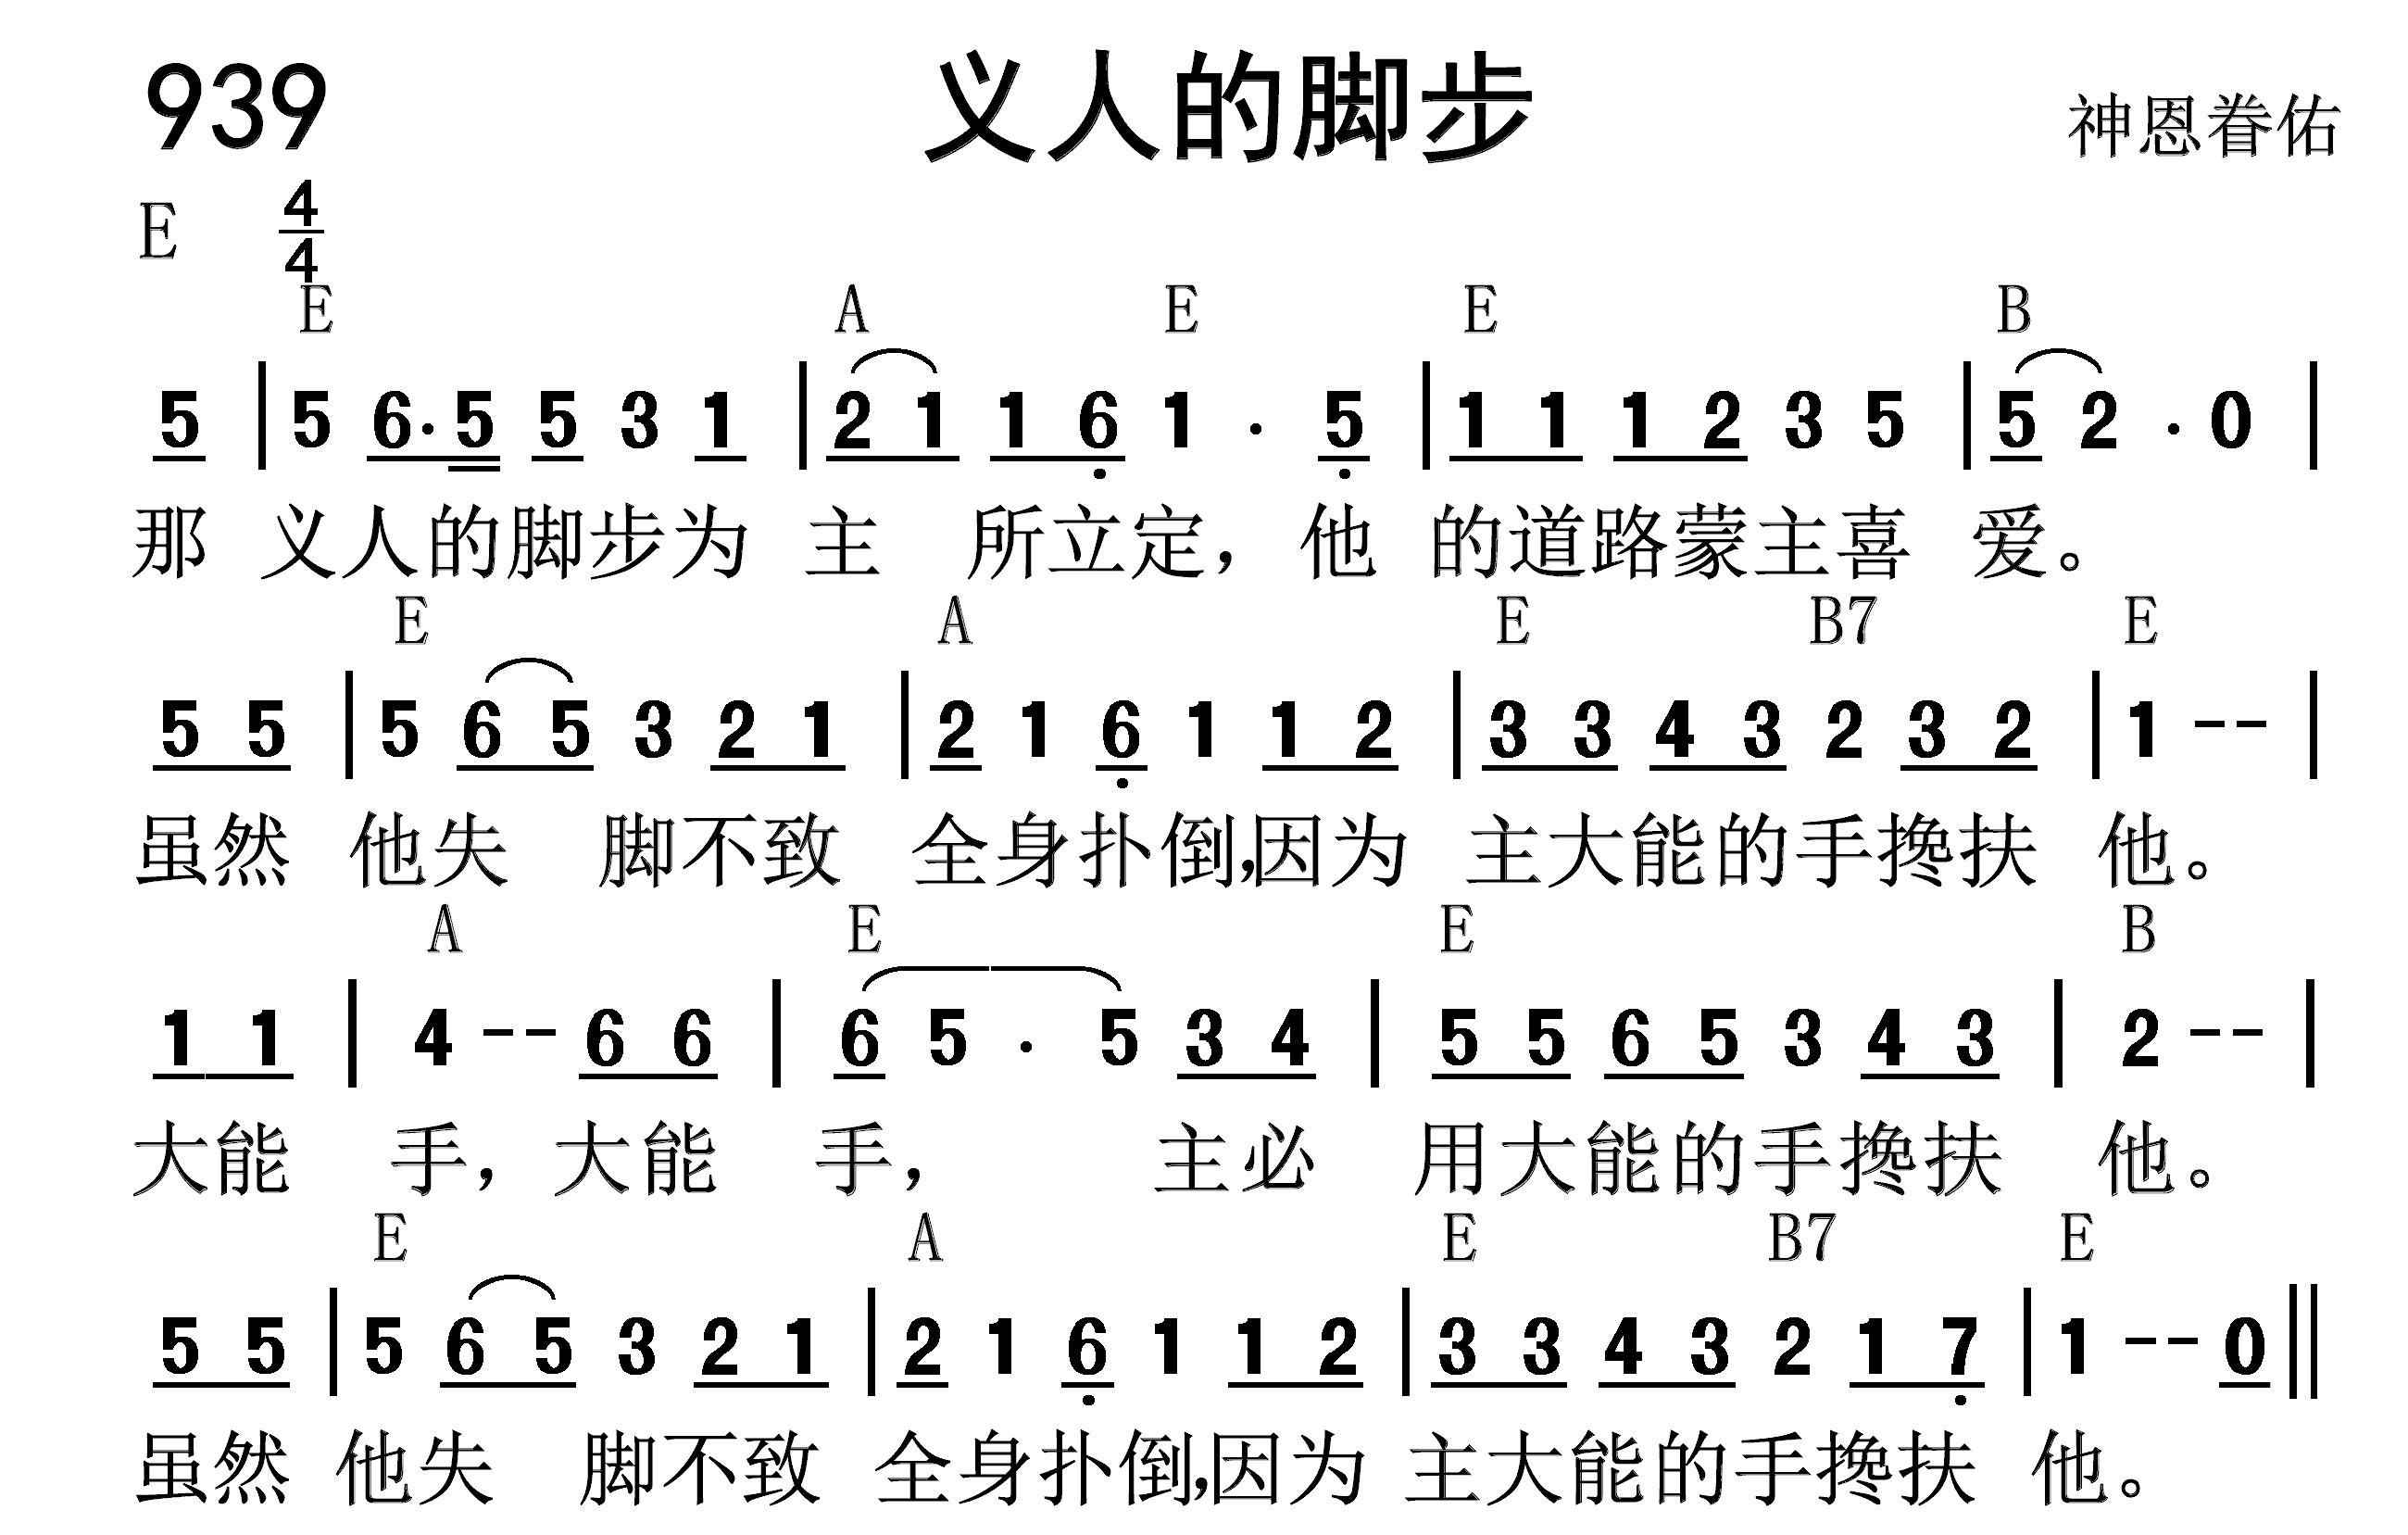 939 义人的脚步 神恩眷佑
E 4/4
E A E E B
5 | 5 6· 5 5 3 1 | 2 1 1 6 1 · 5 | 1 1 1 2 3 5 | 5 2 · 0 |
那 义人的脚步为 主 所立定，他 的道路蒙主喜 爱。
E A E B7 E
5 5 | 5 6 5 3 2 1 | 2 1 6 1 1 2 | 3 3 4 3 2 3 2 | 1 - - |
虽然 他失 脚不致 全身扑倒，因为 主大能的手搀扶 他。
A E E B
1 1 | 4 - - 6 6 | 6 5 · 5 3 4 | 5 5 6 5 3 4 3 | 2 - - |
大能 手，大能 手， 主必 用大能的手搀扶 他。
E A E B7 E
5 5 | 5 6 5 3 2 1 | 2 1 6 1 1 2 | 3 3 4 3 2 1 7 | 1 - - 0 ||
虽然 他失 脚不致 全身扑倒，因为 主大能的手搀扶 他。